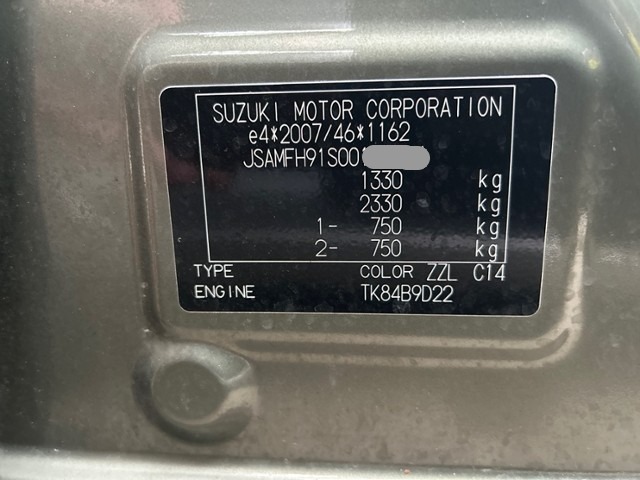 SUZUKI MOTOR CORPORATION
e4*2007/46*1162
JSAMFH91S00
1330 kg
2330 kg
1- 750 kg
2- 750 kg
TYPE COLOR ZZL C14
ENGINE TK84B9D22